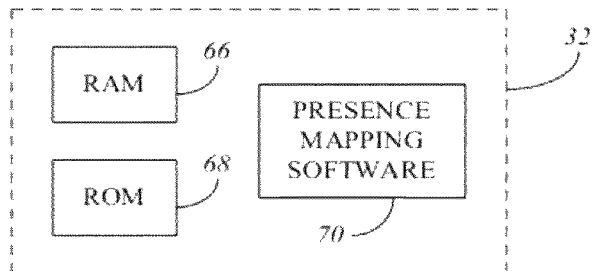 66
32
RAM
PRESENCE
MAPPING
SOFTWARE
68
ROM
70